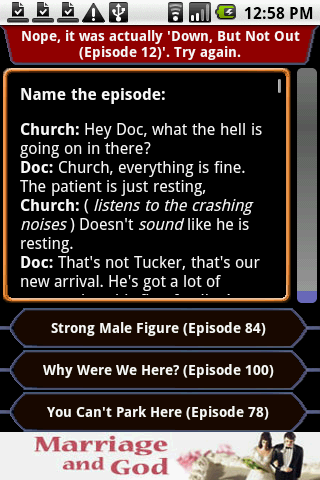 12:58 PM
Nope, it was actually 'Down, But Not Out
(Episode 12)'. Try again.
Name the episode:
Church: Hey Doc, what the hell is
going on in there?
Doc: Church, everything is fine.
The patient is just resting,
Church: ( listens to the crashing
noises ) Doesn't sound like he is
resting.
Doc: That's not Tucker, that's our
new arrival. He's got a lot of
Strong Male Figure (Episode 84)
Why Were We Here? (Episode 100)
You Can't Park Here (Episode 78)
Marriage
and God